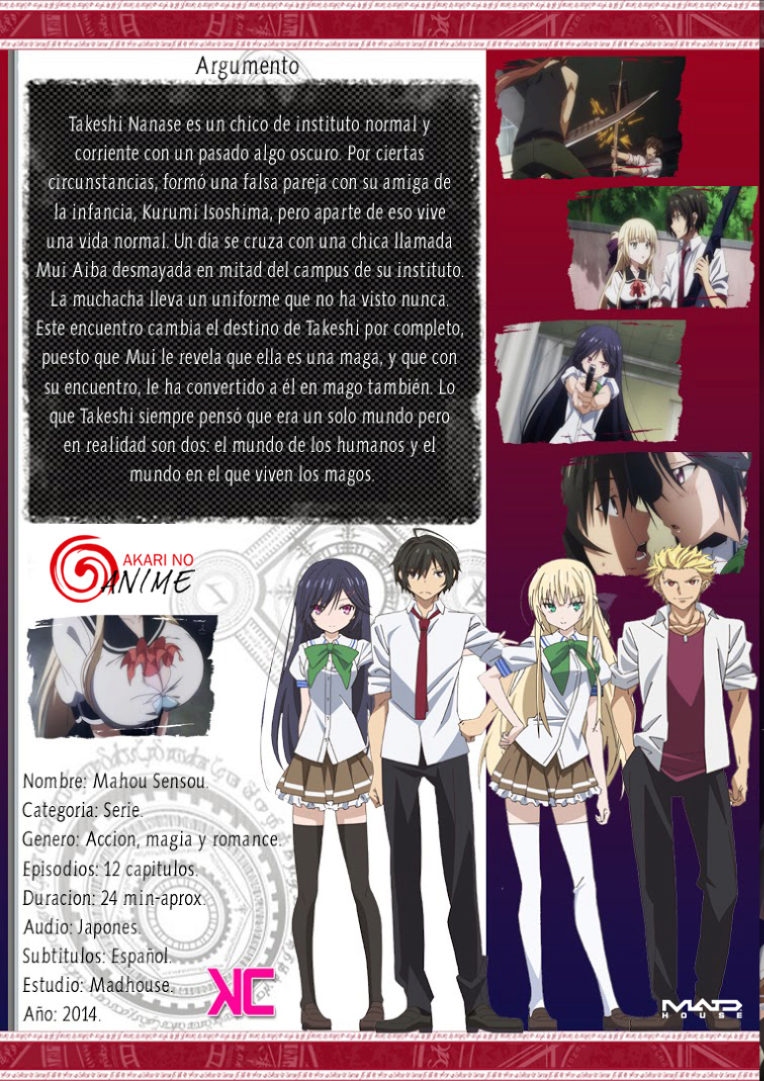 Argumento
Takeshi Nanase es un chico de instituto normal y
corriente con un pasado algo oscuro. Por ciertas
circunstancias, formó una falsa pareja con su amiga de
la infancia, Kurumi Isoshima, pero aparte de eso vive
una vida normal. Un día se cruza con una chica llamada
Mui Aiba desmayada en mitad del campus de su instituto.
La muchacha lleva un uniforme que no ha visto nunca.
Este encuentro cambia el destino de Takeshi por completo,
puesto que Mui le revela que ella es una maga, y que con
su encuentro, le ha convertido a él en mago también. Lo
que Takeshi siempre pensó que era un solo mundo pero
en realidad son dos: el mundo de los humanos y el
mundo en el que viven los magos.
AKARI NO
ANIME
Nombre: Mahou Sensou.
Categoria: Serie.
Genero: Accion, magia y romance.
Episodios: 12 capitulos.
Duracion: 24 min-aprox.
Audio: Japones.
Subtitulos: Español.
Estudio: Madhouse.
Año: 2014.
KC
MAD
HOUSE